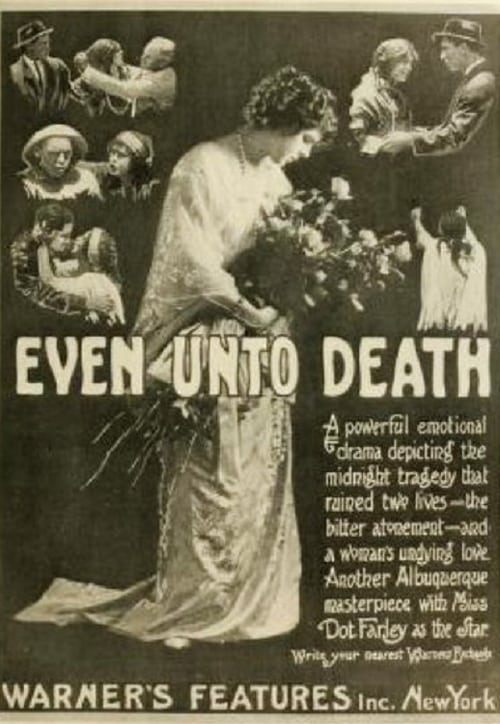 EVEN UNTO DEATH
A powerful emotional
drama depicting the
midnight tragedy that
ruined two lives—the
bitter atonement—and
a woman's undying love.
Another Albuquerque
masterpiece with Miss
Dot Farley as the Star.
Write your nearest Warner's Exchange
WARNER'S FEATURES Inc. New York